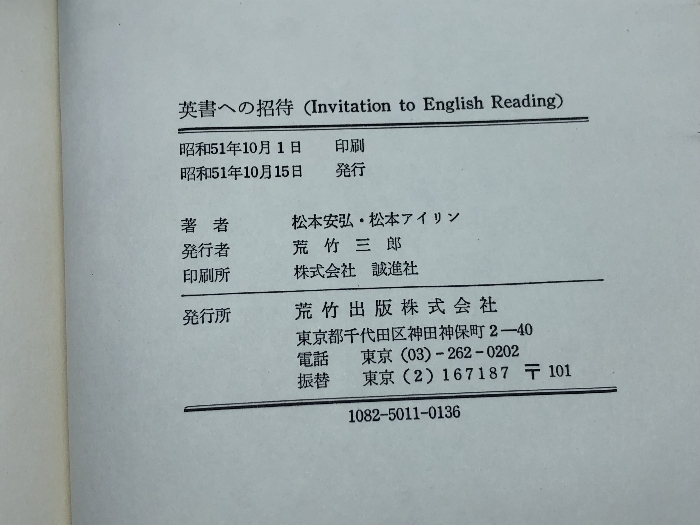 英書への招待 (Invitation to English Reading)
昭和51年10月1日 印刷
昭和51年10月15日 発行
著者 松本安弘・松本アイリン
発行者 荒竹三郎
印刷所 株式会社 誠進社
発行所 荒竹出版株式会社
東京都千代田区神田神保町2—40
電話 東京(03)-262-0202
振替 東京(2)167187 〒101
1082-5011-0136